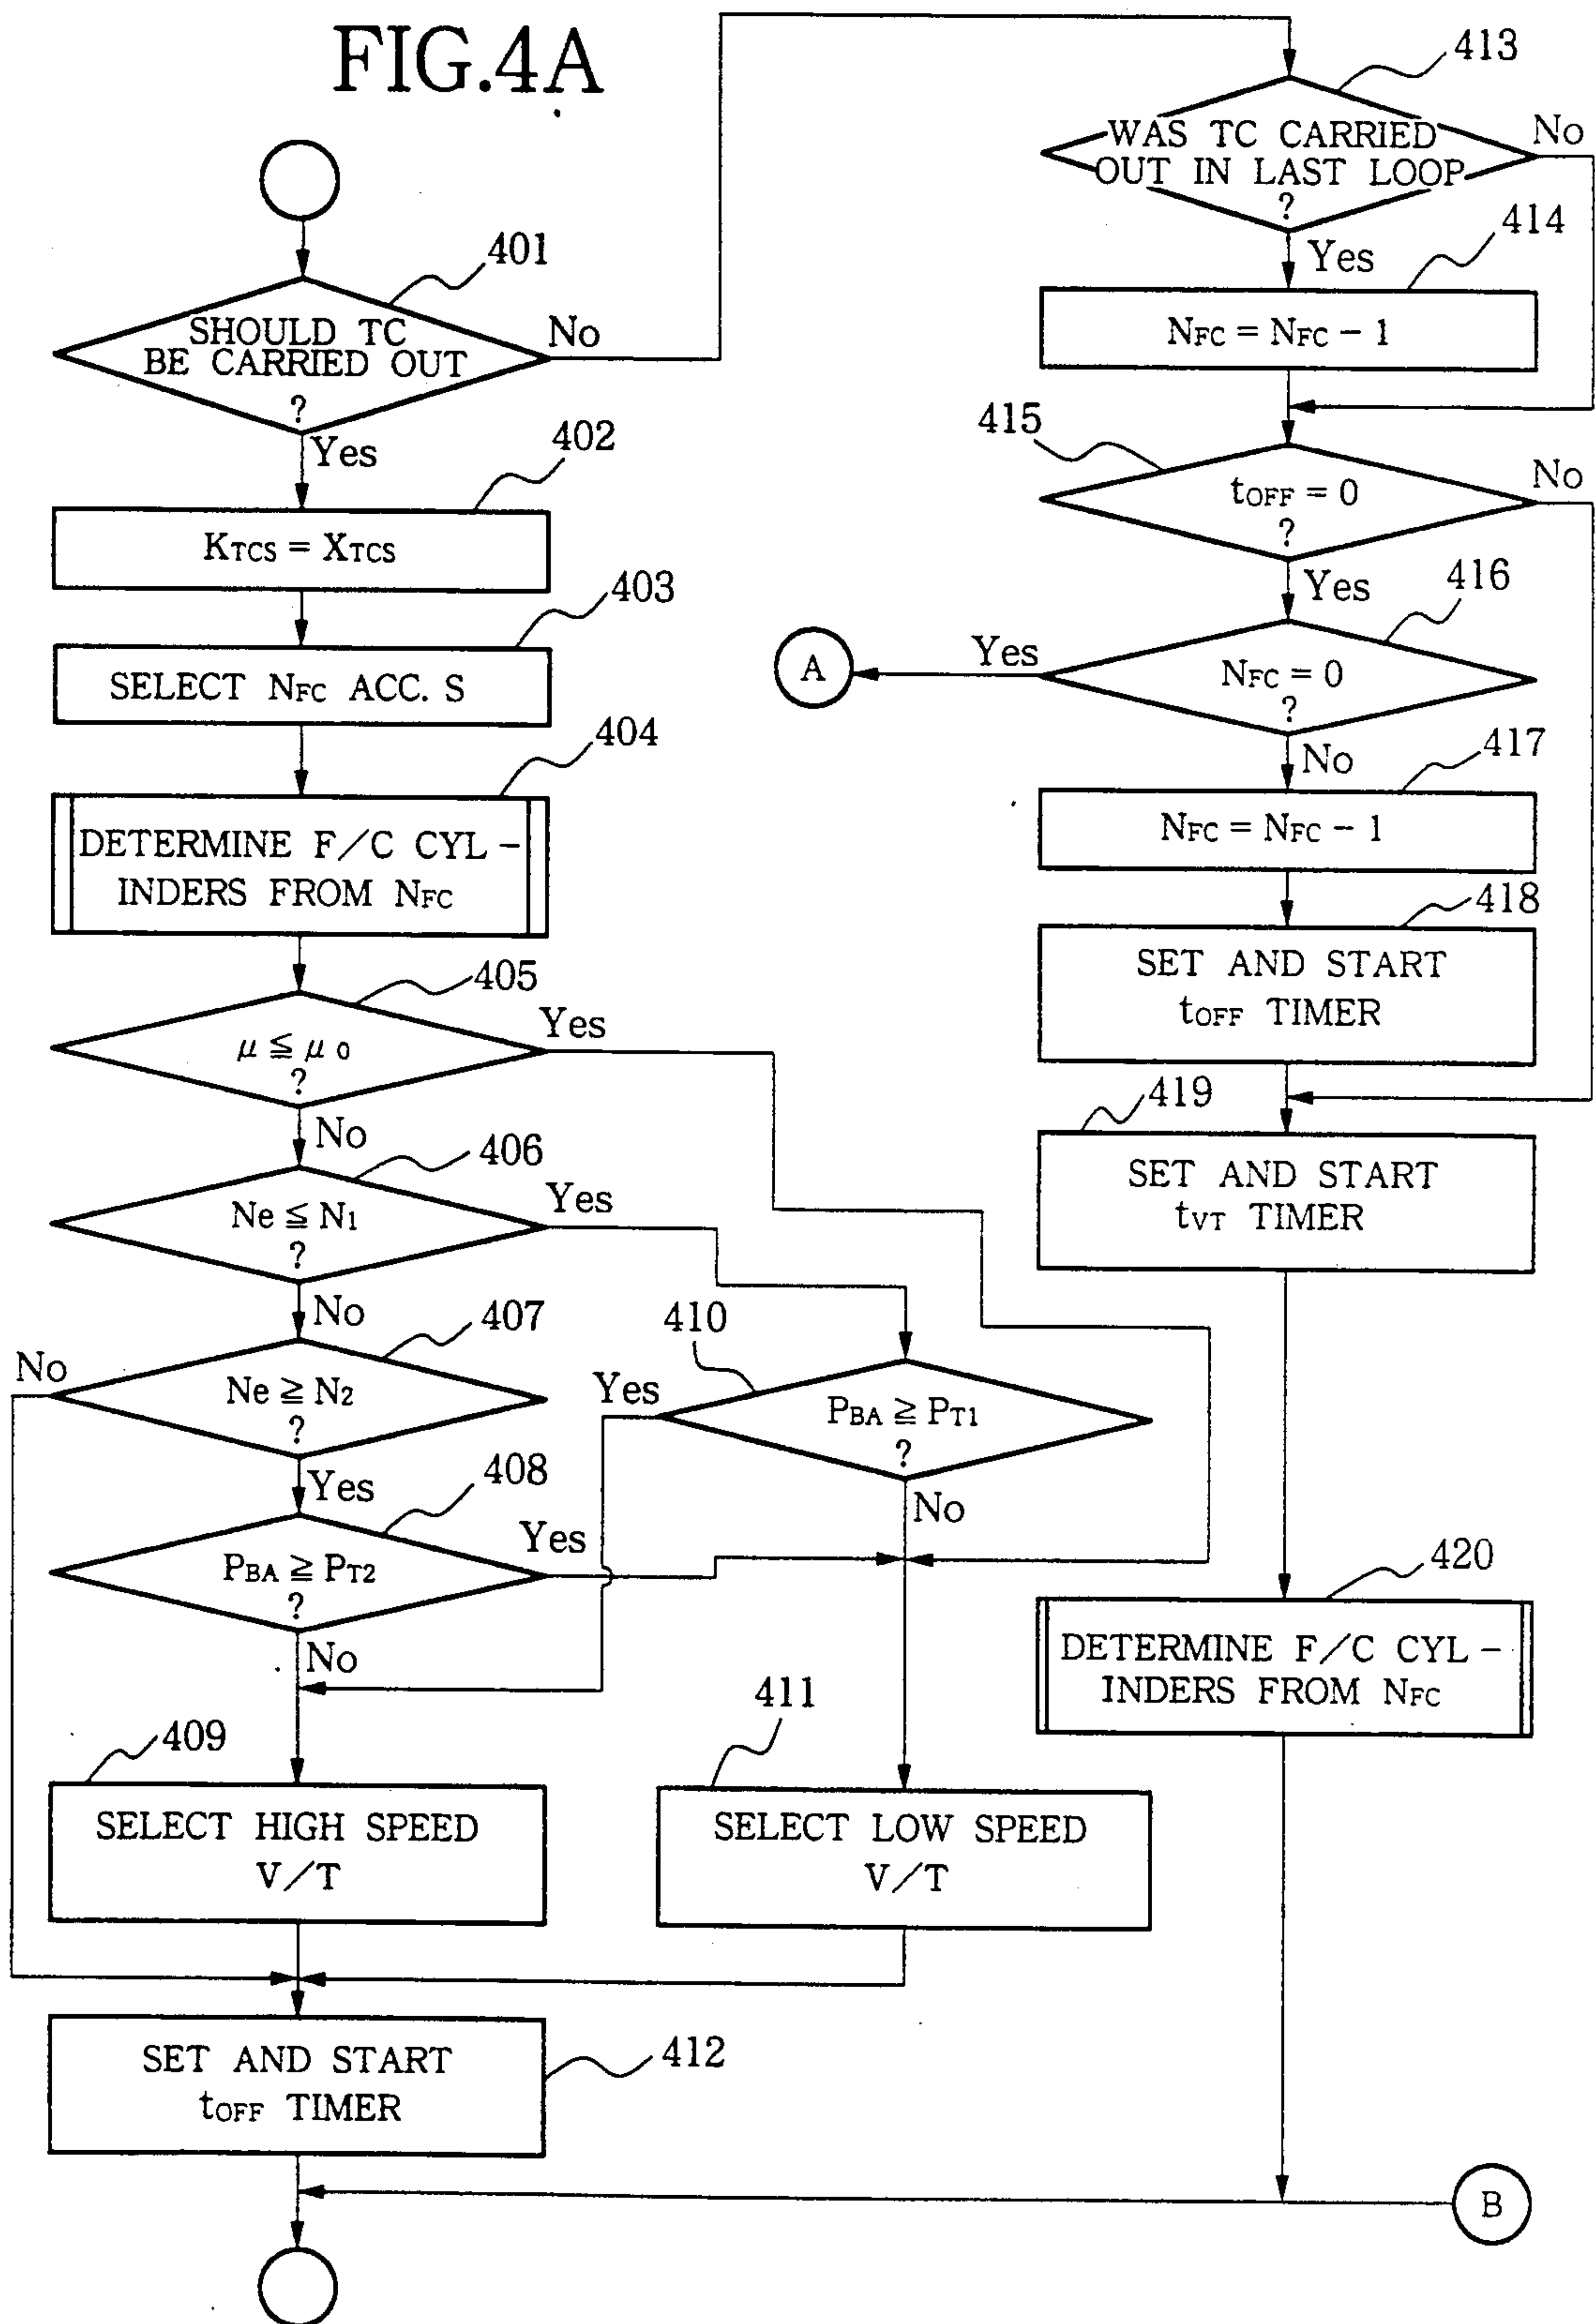 FIG.4A
401
SHOULD TC
BE CARRIED OUT
?
No
Yes
402
KTCS = XTCS
403
SELECT NFC ACC. S
404
DETERMINE F/C CYL-
INDERS FROM NFC
405
μ ≦ μ0
?
Yes
No
406
Ne ≦ N1
?
Yes
No
407
No
Ne ≧ N2
?
Yes
408
PBA ≧ PT2
?
Yes
No
409
SELECT HIGH SPEED
V/T
410
Yes
PBA ≧ PT1
?
No
411
SELECT LOW SPEED
V/T
SET AND START
tOFF TIMER
412
413
WAS TC CARRIED
OUT IN LAST LOOP
?
No
Yes
414
NFC = NFC - 1
415
tOFF = 0
?
No
Yes
416
A
Yes
NFC = 0
?
No
417
NFC = NFC - 1
418
SET AND START
tOFF TIMER
419
SET AND START
tVT TIMER
420
DETERMINE F/C CYL-
INDERS FROM NFC
B